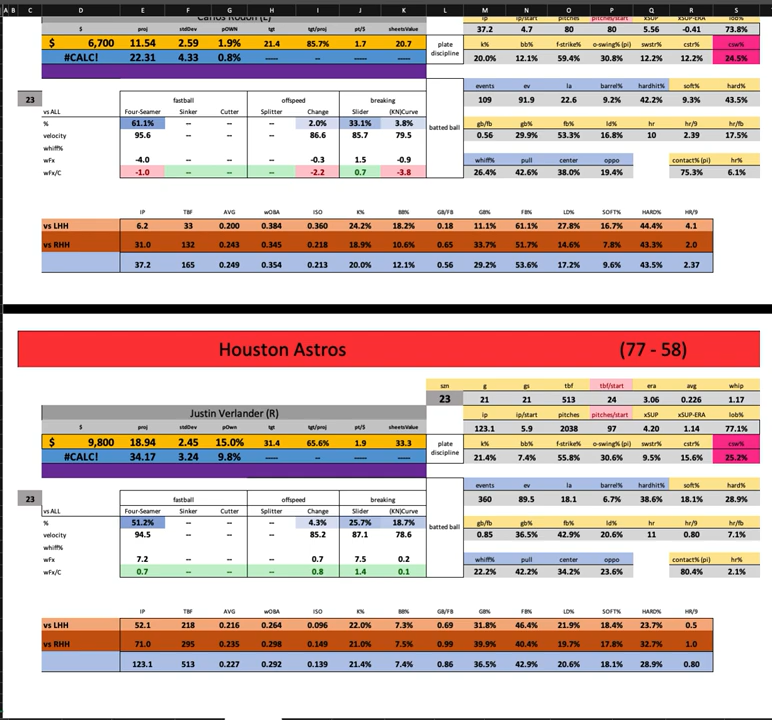 A B C D E F G H I J K L M N O P Q R S
Carlos Rodon (L) ip ip/start pitches pitches/start xSUP xSUP-ERA lob%
$ proj stdDev pOWN tgt tgt/proj pt/$ sheetsValue 37.2 4.7 80 80 5.56 -0.41 73.8%
$ 6,700 11.54 2.59 1.9% 21.4 85.7% 1.7 20.7 plate discipline k% bb% f-strike% o-swing% (pi) swstr% cstr% csw%
#CALC! 22.31 4.33 0.8% ---- -- ---- ---- 20.0% 12.1% 59.4% 30.8% 12.2% 12.2% 24.5%
events ev la barrel% hardhit% soft% hard%
23 fastball offspeed breaking 109 91.9 22.6 9.2% 42.2% 9.3% 43.5%
vs ALL Four-Seamer Sinker Cutter Splitter Change Slider (KN)Curve
% 61.1% -- -- -- 2.0% 33.1% 3.8% batted ball gb/fb gb% fb% ld% hr hr/9 hr/fb
velocity 95.6 -- -- -- 86.6 85.7 79.5 0.56 29.9% 53.3% 16.8% 10 2.39 17.5%
whiff%
wFx -4.0 -- -- -- -0.3 1.5 -0.9 whiff% pull center oppo contact% (pi) hr%
wFx/C -1.0 -- -- -- -2.2 0.7 -3.8 26.4% 42.6% 38.0% 19.4% 75.3% 6.1%
IP TBF AVG wOBA ISO K% BB% GB/FB GB% FB% LD% SOFT% HARD% HR/9
vs LHH 6.2 33 0.200 0.384 0.360 24.2% 18.2% 0.18 11.1% 61.1% 27.8% 16.7% 44.4% 4.1
vs RHH 31.0 132 0.243 0.345 0.218 18.9% 10.6% 0.65 33.7% 51.7% 14.6% 7.8% 43.3% 2.0
37.2 165 0.249 0.354 0.213 20.0% 12.1% 0.56 29.2% 53.6% 17.2% 9.6% 43.5% 2.37
Houston Astros (77 - 58)
szn g gs tbf tbf/start era avg whip
23 21 21 513 24 3.06 0.226 1.17
Justin Verlander (R) ip ip/start pitches pitches/start xSUP xSUP-ERA lob%
$ proj stdDev pOwn tgt tgt/proj pt/$ sheetsValue 123.1 5.9 2038 97 4.20 1.14 77.1%
$ 9,800 18.94 2.45 15.0% 31.4 65.6% 1.9 33.3 plate discipline k% bb% f-strike% o-swing% (pi) swstr% cstr% csw%
#CALC! 34.17 3.24 9.8% ---- -- ---- ---- 21.4% 7.4% 55.8% 30.6% 9.5% 15.6% 25.2%
events ev la barrel% hardhit% soft% hard%
23 fastball offspeed breaking 360 89.5 18.1 6.7% 38.6% 18.1% 28.9%
vs ALL Four-Seamer Sinker Cutter Splitter Change Slider (KN)Curve
% 51.2% -- -- -- 4.3% 25.7% 18.7% batted ball gb/fb gb% fb% ld% hr hr/9 hr/fb
velocity 94.5 -- -- -- 85.2 87.1 78.6 0.85 36.5% 42.9% 20.6% 11 0.80 7.1%
whiff%
wFx 7.2 -- -- -- 0.7 7.5 0.2 whiff% pull center oppo contact% (pi) hr%
wFx/C 0.7 -- -- -- 0.8 1.4 0.1 22.2% 42.2% 34.2% 23.6% 80.4% 2.1%
IP TBF AVG wOBA ISO K% BB% GB/FB GB% FB% LD% SOFT% HARD% HR/9
vs LHH 52.1 218 0.216 0.264 0.096 22.0% 7.3% 0.69 31.8% 46.4% 21.9% 18.4% 23.7% 0.5
vs RHH 71.0 295 0.235 0.298 0.149 21.0% 7.5% 0.99 39.9% 40.4% 19.7% 17.8% 32.7% 1.0
123.1 513 0.227 0.292 0.139 21.4% 7.4% 0.86 36.5% 42.9% 20.6% 18.1% 28.9% 0.80